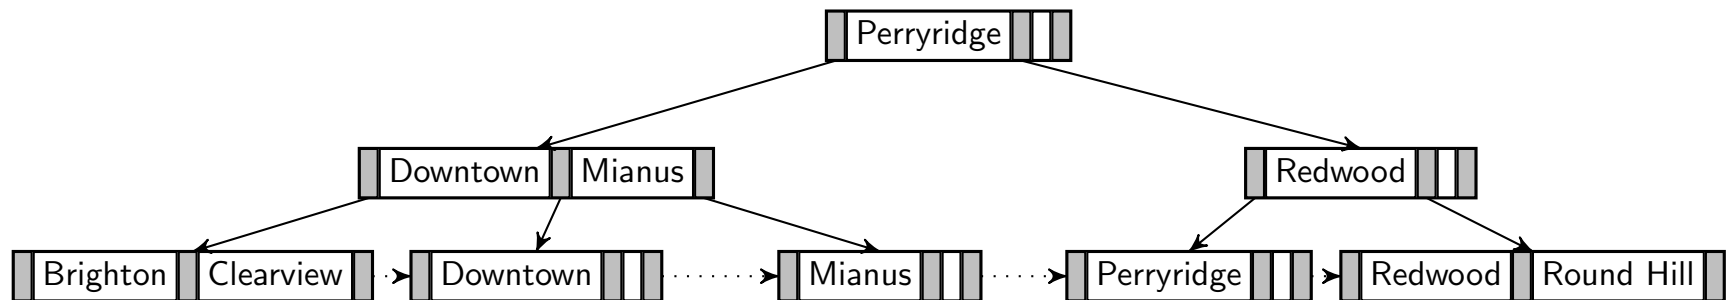 Perryridge
Downtown Mianus Redwood
Brighton Clearview Downtown Mianus Perryridge Redwood Round Hill